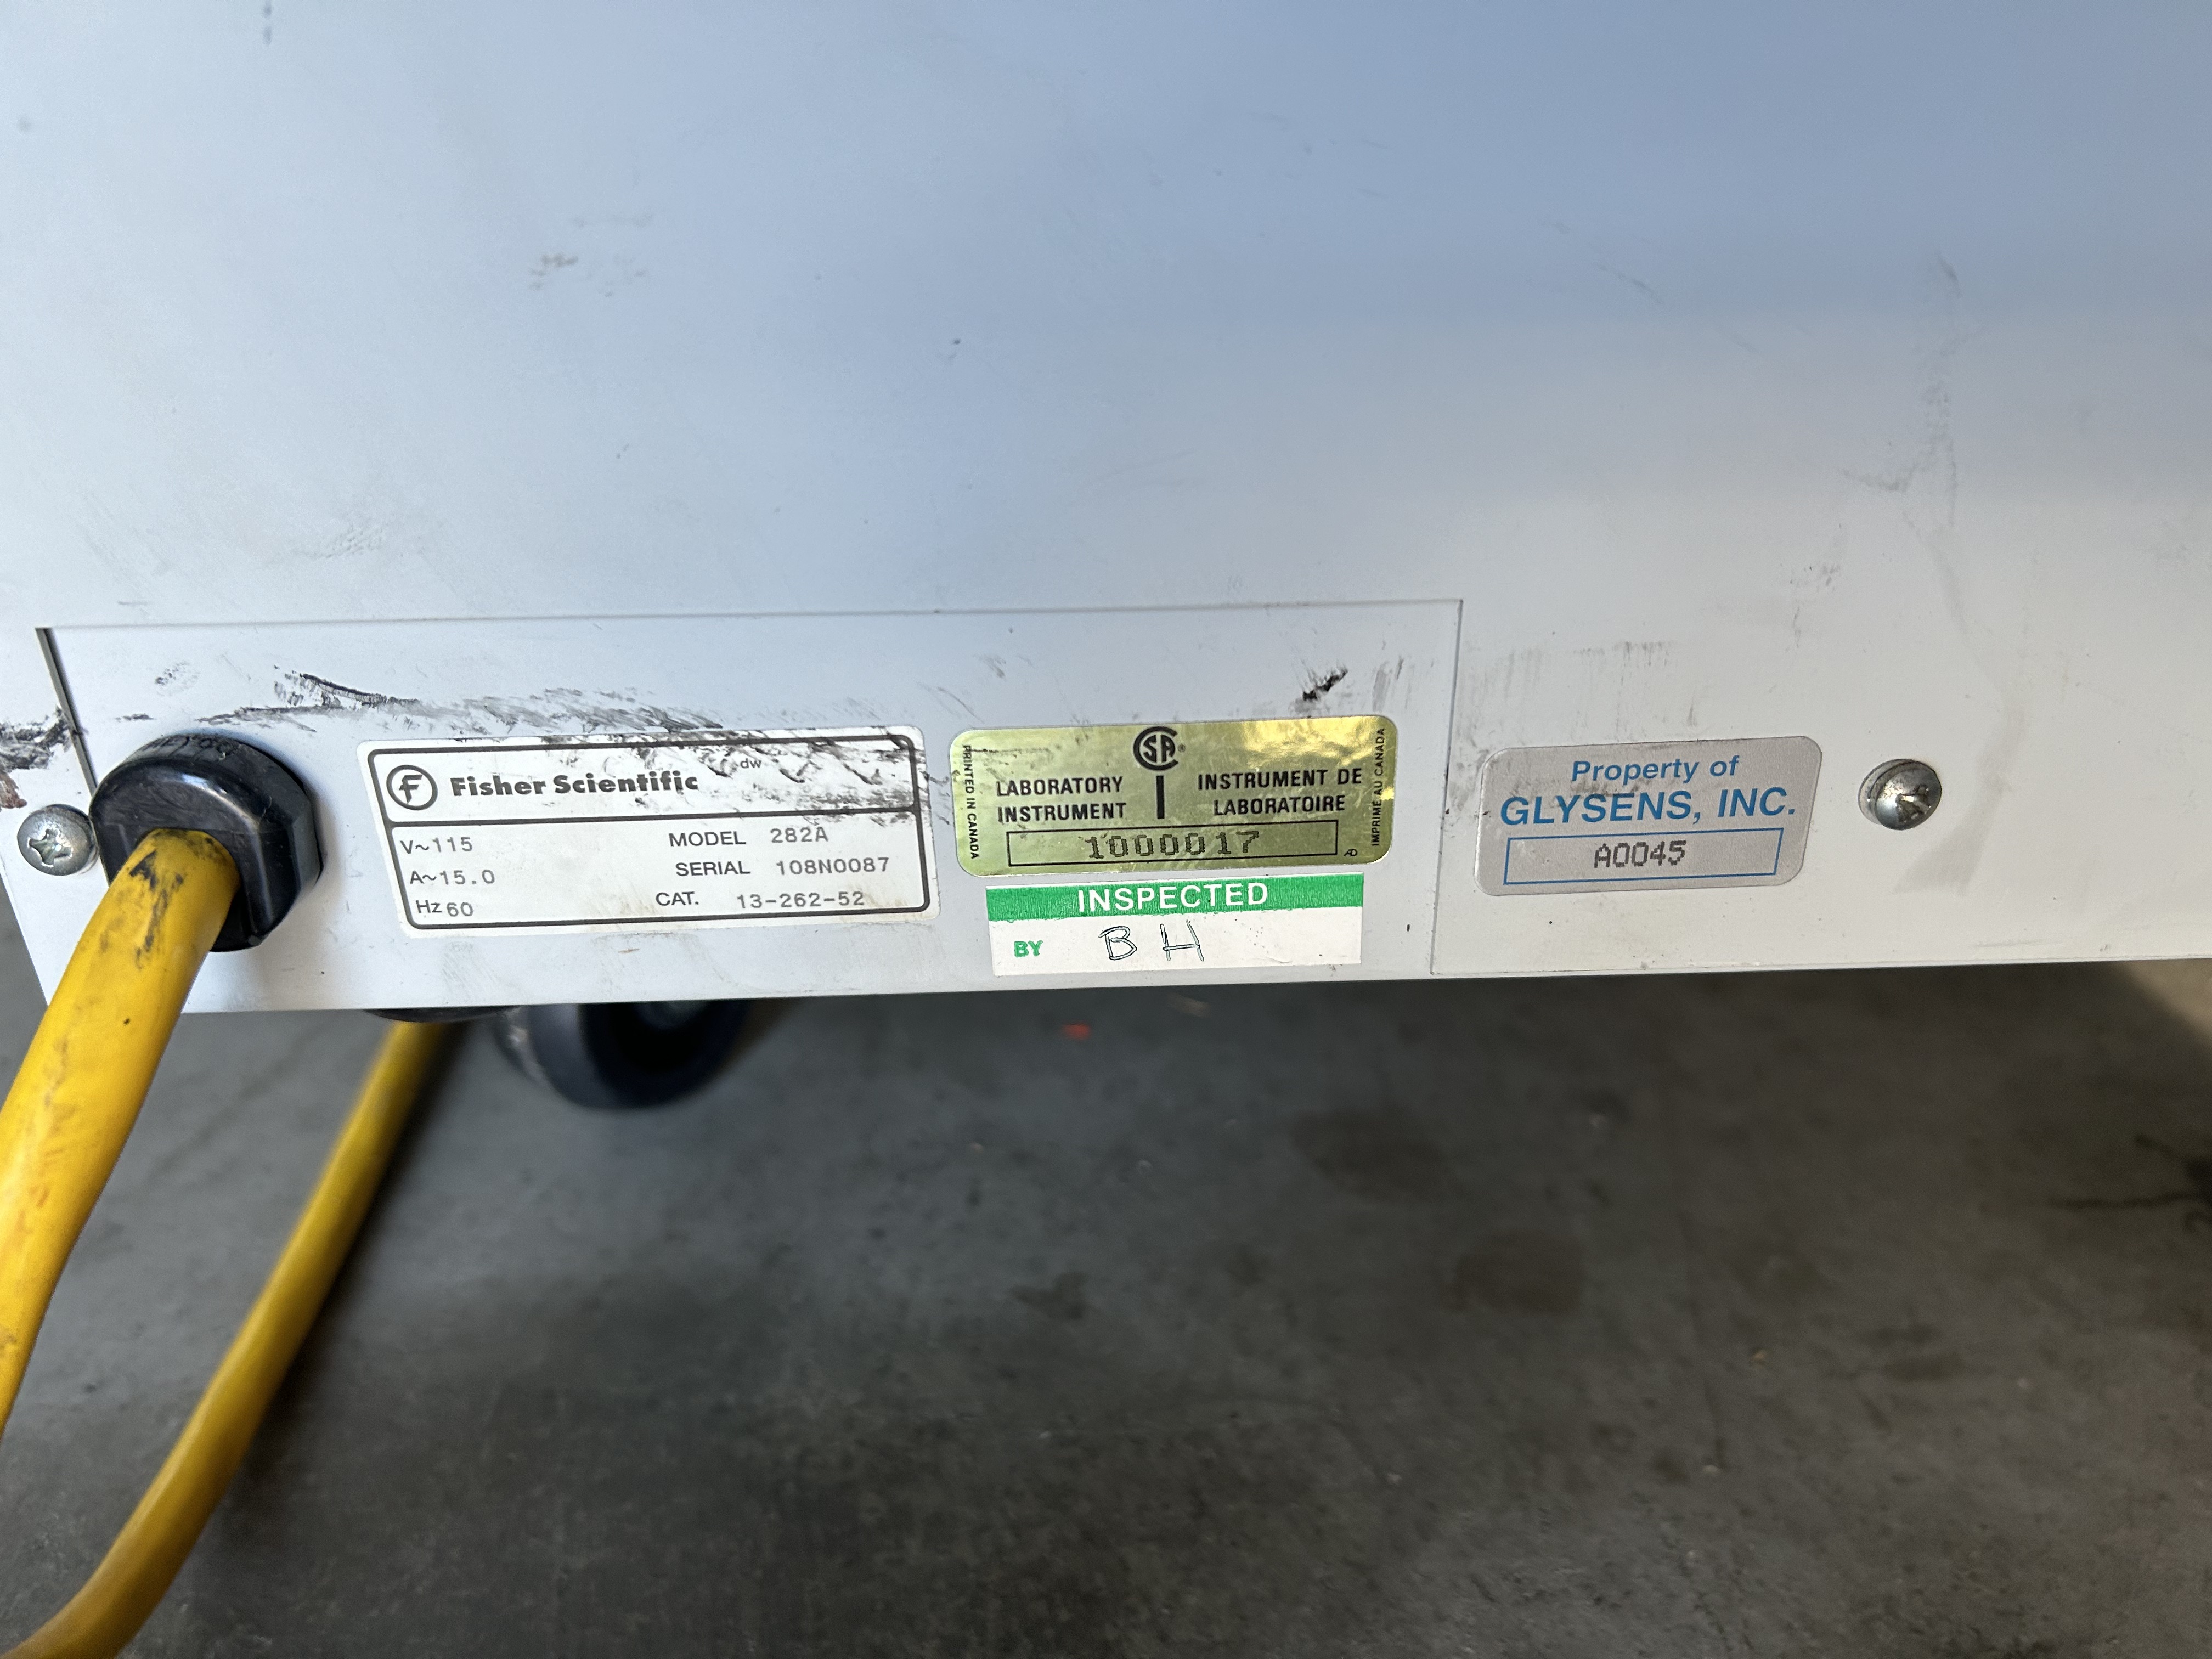 Fisher Scientific
dw
V~115
A~15.0
Hz 60
MODEL 282A
SERIAL 108N0087
CAT. 13-262-52
PRINTED IN CANADA
SA®
LABORATORY
INSTRUMENT
INSTRUMENT DE
LABORATOIRE
1000017
IMPRIMÉ AU CANADA
INSPECTED
BY BH
Property of
GLYSENS, INC.
A0045